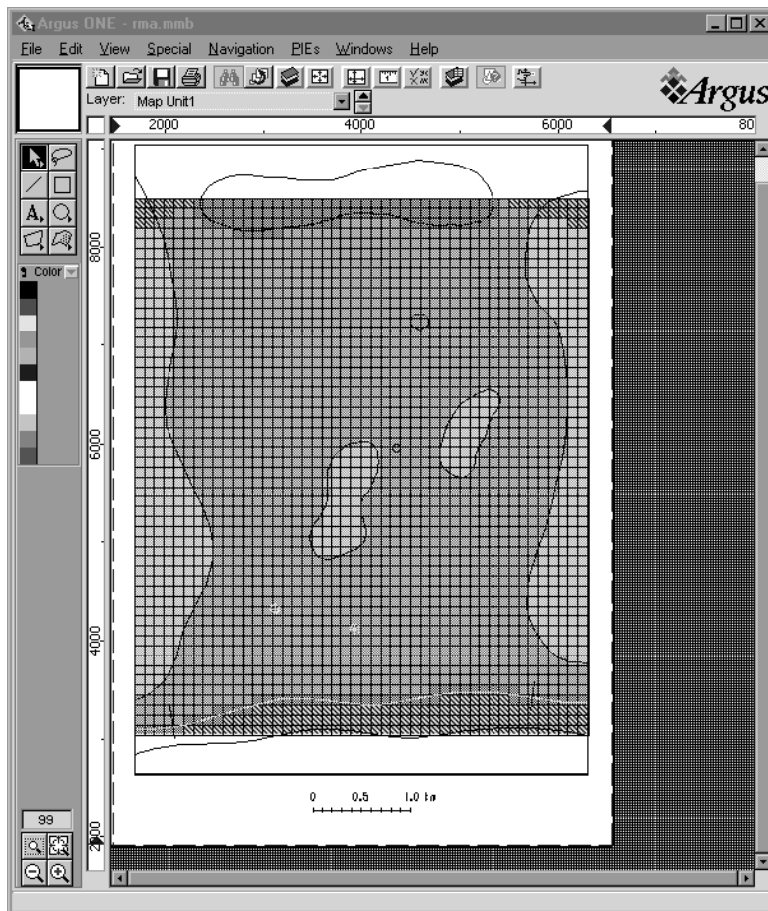 Argus ONE - rma.mmb
File Edit View Special Navigation PIEs Windows Help
Argus
Layer: Map Unit1
2000 4000 6000 80
8000
A
Color
6000
4000
0 0.5 1.0 km
99
2000